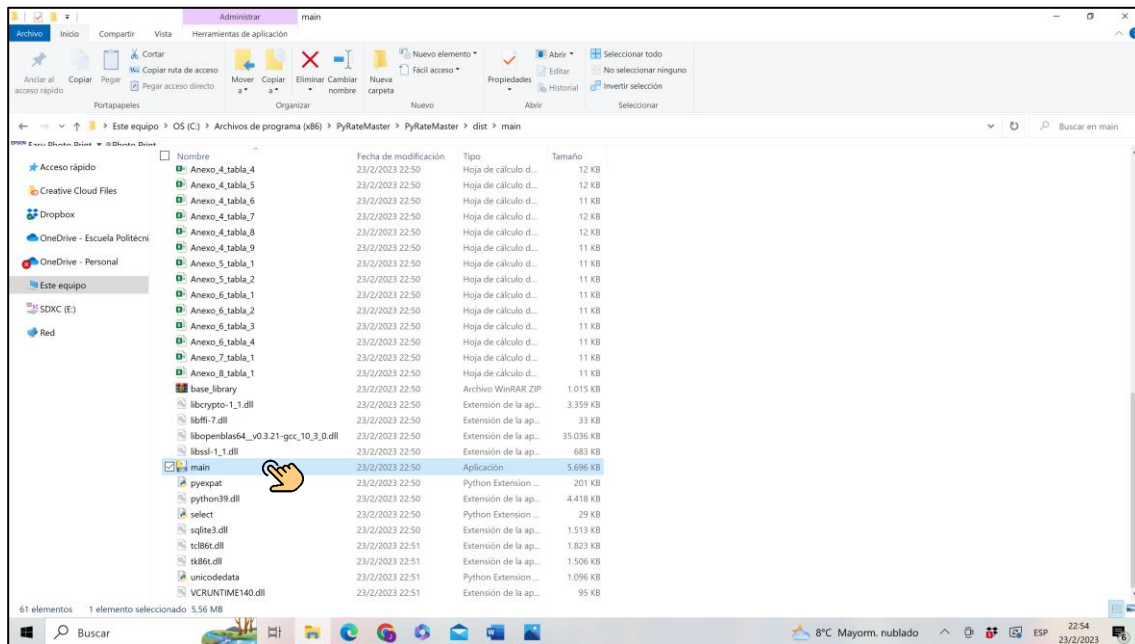 Administrar main
Archivo Inicio Compartir Vista Herramientas de aplicación
Anclar al acceso rápido
Copiar
Pegar
Cortar
Copiar ruta de acceso
Pegar acceso directo
Portapapeles
Mover a
Copiar a
Eliminar
Cambiar nombre
Organizar
Nueva carpeta
Nuevo elemento
Fácil acceso
Nuevo
Propiedades
Abrir
Editar
Historial
Abrir
Seleccionar todo
No seleccionar ninguno
Invertir selección
Seleccionar
Este equipo > OS (C:) > Archivos de programa (x86) > PyRateMaster > PyRateMaster > dist > main
Buscar en main
EPSON Easy Photo Print Photo Print
Acceso rápido
Creative Cloud Files
Dropbox
OneDrive - Escuela Politécni
OneDrive - Personal
Este equipo
SDXC (E:)
Red
Nombre Fecha de modificación Tipo Tamaño
Anexo_4_tabla_4 23/2/2023 22:50 Hoja de cálculo d... 12 KB
Anexo_4_tabla_5 23/2/2023 22:50 Hoja de cálculo d... 12 KB
Anexo_4_tabla_6 23/2/2023 22:50 Hoja de cálculo d... 11 KB
Anexo_4_tabla_7 23/2/2023 22:50 Hoja de cálculo d... 12 KB
Anexo_4_tabla_8 23/2/2023 22:50 Hoja de cálculo d... 12 KB
Anexo_4_tabla_9 23/2/2023 22:50 Hoja de cálculo d... 11 KB
Anexo_5_tabla_1 23/2/2023 22:50 Hoja de cálculo d... 11 KB
Anexo_5_tabla_2 23/2/2023 22:50 Hoja de cálculo d... 11 KB
Anexo_6_tabla_1 23/2/2023 22:50 Hoja de cálculo d... 11 KB
Anexo_6_tabla_2 23/2/2023 22:50 Hoja de cálculo d... 11 KB
Anexo_6_tabla_3 23/2/2023 22:50 Hoja de cálculo d... 11 KB
Anexo_6_tabla_4 23/2/2023 22:50 Hoja de cálculo d... 11 KB
Anexo_7_tabla_1 23/2/2023 22:50 Hoja de cálculo d... 11 KB
Anexo_8_tabla_1 23/2/2023 22:50 Hoja de cálculo d... 11 KB
base_library 23/2/2023 22:50 Archivo WinRAR ZIP 1.015 KB
libcrypto-1_1.dll 23/2/2023 22:50 Extensión de la ap... 3.359 KB
libffi-7.dll 23/2/2023 22:50 Extensión de la ap... 33 KB
libopenblas64__v0.3.21-gcc_10_3_0.dll 23/2/2023 22:50 Extensión de la ap... 35.036 KB
libssl-1_1.dll 23/2/2023 22:50 Extensión de la ap... 683 KB
main 23/2/2023 22:50 Aplicación 5.696 KB
pyexpat 23/2/2023 22:50 Python Extension ... 201 KB
python39.dll 23/2/2023 22:50 Extensión de la ap... 4.418 KB
select 23/2/2023 22:50 Python Extension ... 29 KB
sqlite3.dll 23/2/2023 22:50 Extensión de la ap... 1.513 KB
tcl86t.dll 23/2/2023 22:51 Extensión de la ap... 1.823 KB
tk86t.dll 23/2/2023 22:51 Extensión de la ap... 1.506 KB
unicodedata 23/2/2023 22:51 Python Extension ... 1.096 KB
VCRUNTIME140.dll 23/2/2023 22:51 Extensión de la ap... 95 KB
61 elementos 1 elemento seleccionado 5,56 MB
Buscar
8°C Mayorm. nublado
ESP
22:54
23/2/2023